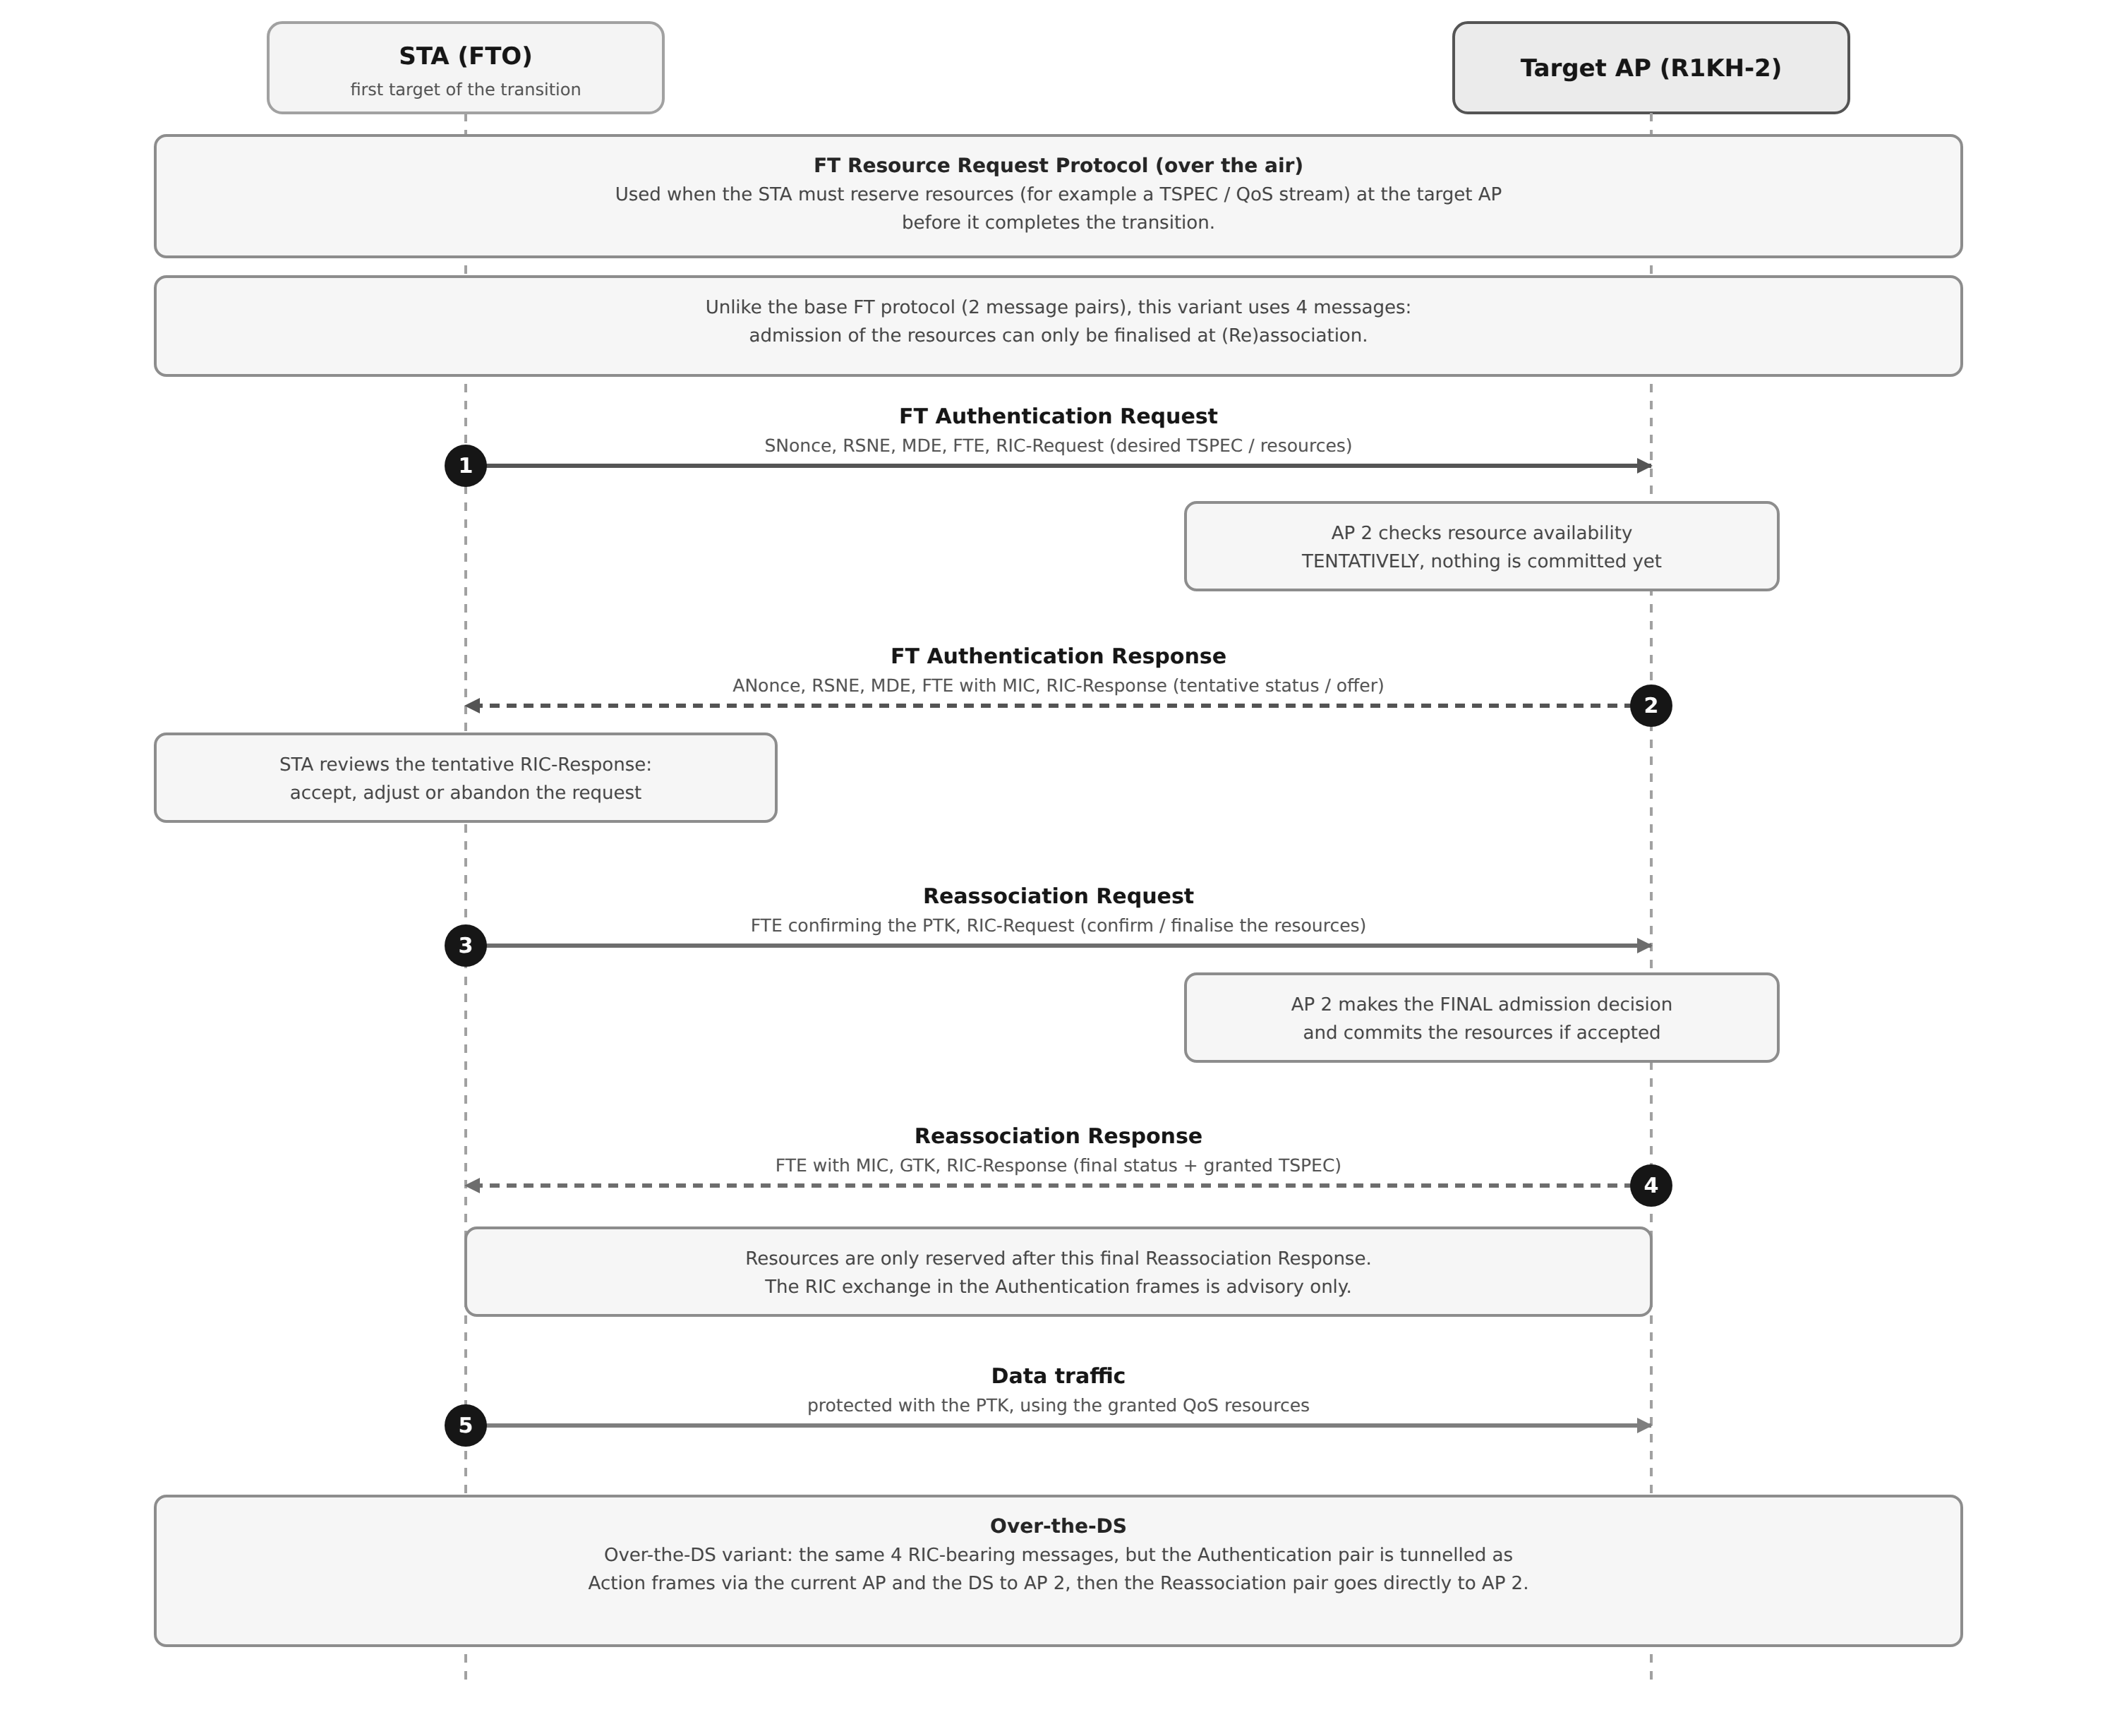 STA (FTO)
first target of the transition
Target AP (R1KH-2)
FT Resource Request Protocol (over the air)
Used when the STA must reserve resources (for example a TSPEC / QoS stream) at the target AP
before it completes the transition.
Unlike the base FT protocol (2 message pairs), this variant uses 4 messages:
admission of the resources can only be finalised at (Re)association.
FT Authentication Request
SNonce, RSNE, MDE, FTE, RIC-Request (desired TSPEC / resources)
1
AP 2 checks resource availability
TENTATIVELY, nothing is committed yet
FT Authentication Response
ANonce, RSNE, MDE, FTE with MIC, RIC-Response (tentative status / offer)
2
STA reviews the tentative RIC-Response:
accept, adjust or abandon the request
Reassociation Request
FTE confirming the PTK, RIC-Request (confirm / finalise the resources)
3
AP 2 makes the FINAL admission decision
and commits the resources if accepted
Reassociation Response
FTE with MIC, GTK, RIC-Response (final status + granted TSPEC)
4
Resources are only reserved after this final Reassociation Response.
The RIC exchange in the Authentication frames is advisory only.
Data traffic
protected with the PTK, using the granted QoS resources
5
Over-the-DS
Over-the-DS variant: the same 4 RIC-bearing messages, but the Authentication pair is tunnelled as
Action frames via the current AP and the DS to AP 2, then the Reassociation pair goes directly to AP 2.